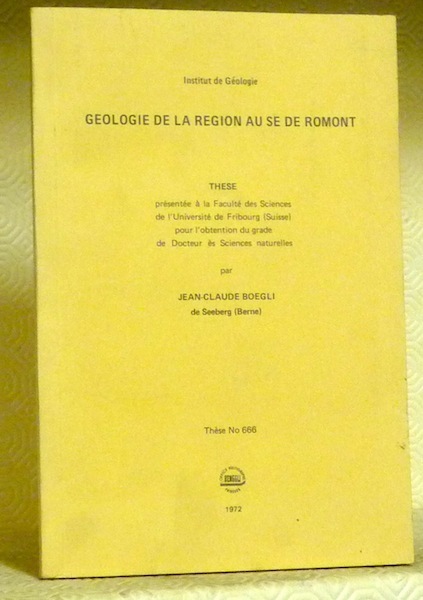 Institut de Géologie
GEOLOGIE DE LA REGION AU SE DE ROMONT
THESE
présentée à la Faculté des Sciences
de l'Université de Fribourg (Suisse)
pour l'obtention du grade
de Docteur ès Sciences naturelles
par
JEAN-CLAUDE BOEGLI
de Seeberg (Berne)
Thèse No 666
1972